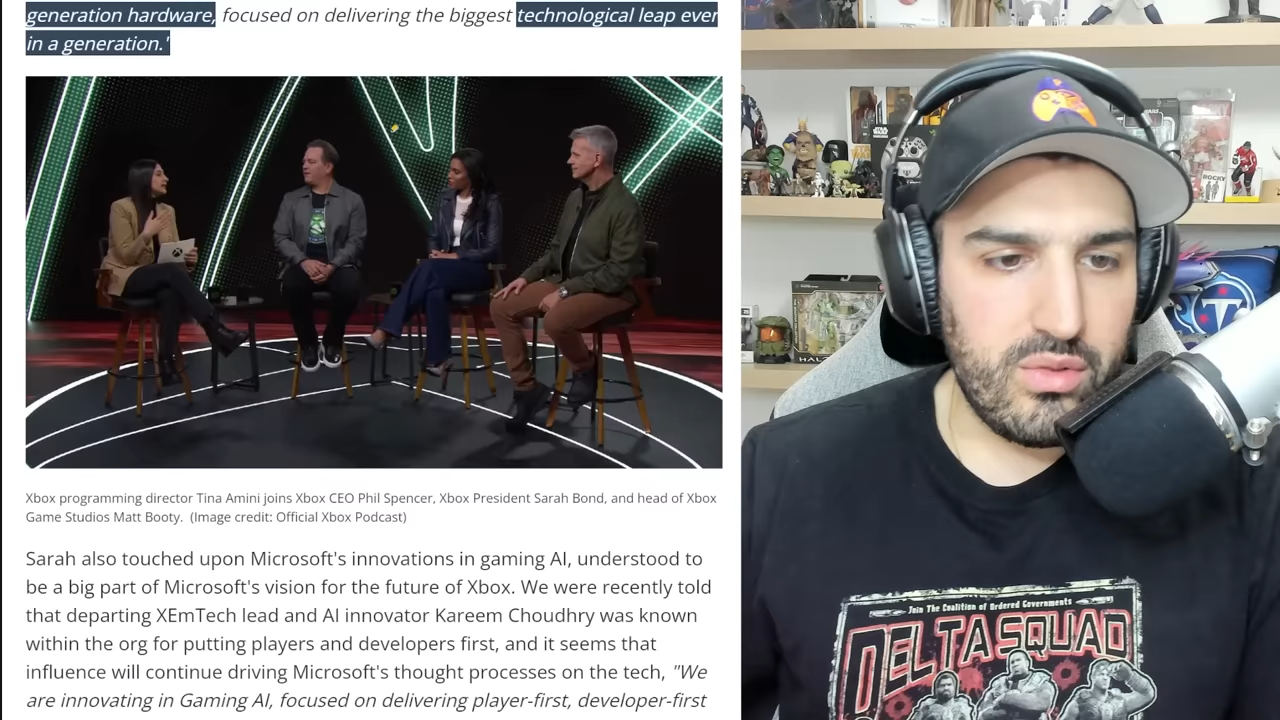 generation hardware, focused on delivering the biggest technological leap ever
in a generation.'
Xbox programming director Tina Amini joins Xbox CEO Phil Spencer, Xbox President Sarah Bond, and head of Xbox
Game Studios Matt Booty. (Image credit: Official Xbox Podcast)
Sarah also touched upon Microsoft's innovations in gaming AI, understood to
be a big part of Microsoft's vision for the future of Xbox. We were recently told
that departing XEmTech lead and AI innovator Kareem Choudhry was known
within the org for putting players and developers first, and it seems that
influence will continue driving Microsoft's thought processes on the tech, "We
are innovating in Gaming AI, focused on delivering player-first, developer-first
STAR WARS
ROCKY
HALO
T
Join The Coalition of Ordered Governments
DELTA SQUAD